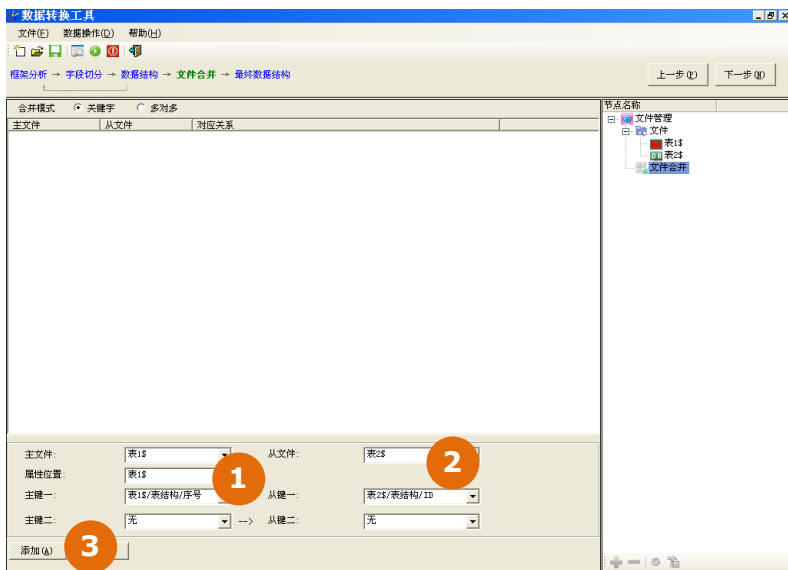 数据转换工具
文件(F) 数据操作(D) 帮助(H)
框架分析 → 字段切分 → 数据结构 → 文件合并 → 最终数据结构
上一步(P) 下一步(N)
合并模式 关键字 多对多
主文件 从文件 对应关系
节点名称
文件管理
文件
表1$
表2$
文件合并
主文件: 表1$ 从文件: 表2$
属性位置: 表1$
主键一: 表1$/表结构/序号 从键一: 表2$/表结构/ID
主键二: 无 --> 从键二: 无
添加(A)
1
2
3